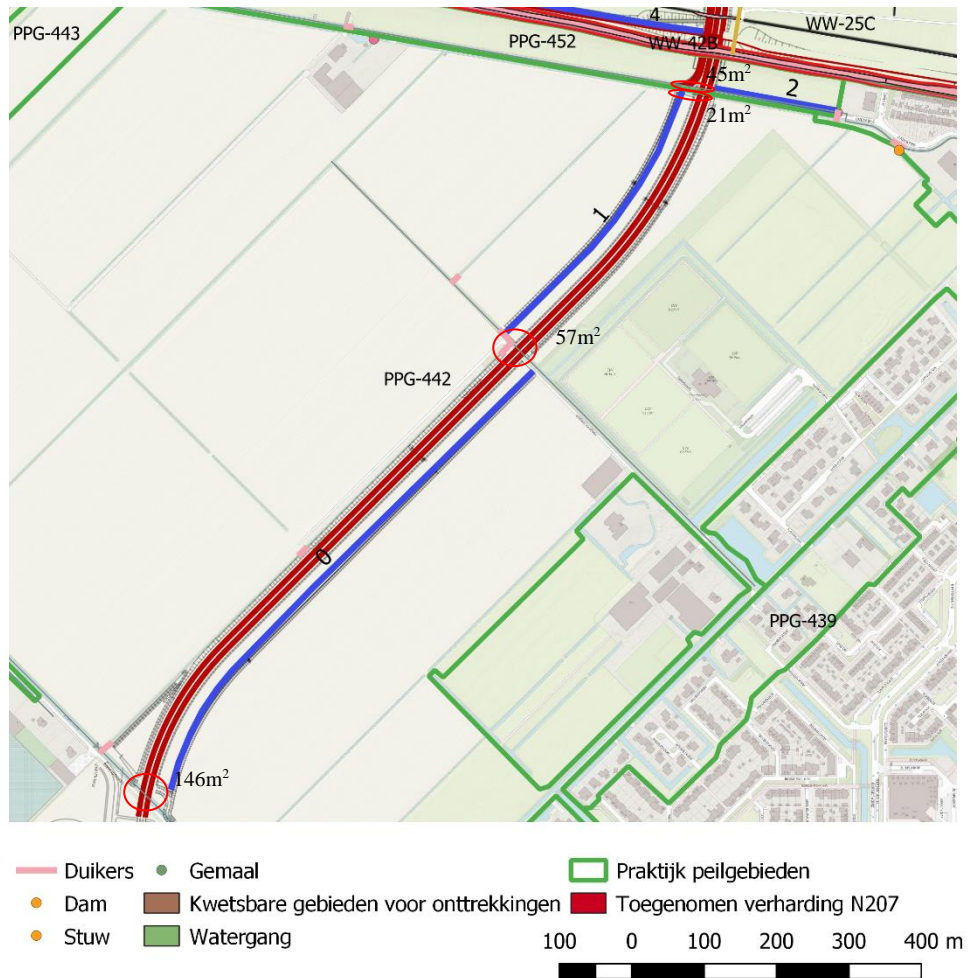 PPG-443
4
PPG-452
WW-42B
WW-25C
45m²
2
21m²
1
57m²
PPG-442
0
PPG-439
146m²
Duikers
Gemaal
Praktijk peilgebieden
Dam
Kwetsbare gebieden voor onttrekkingen
Toegenomen verharding N207
Stuw
Watergang
100 0 100 200 300 400 m